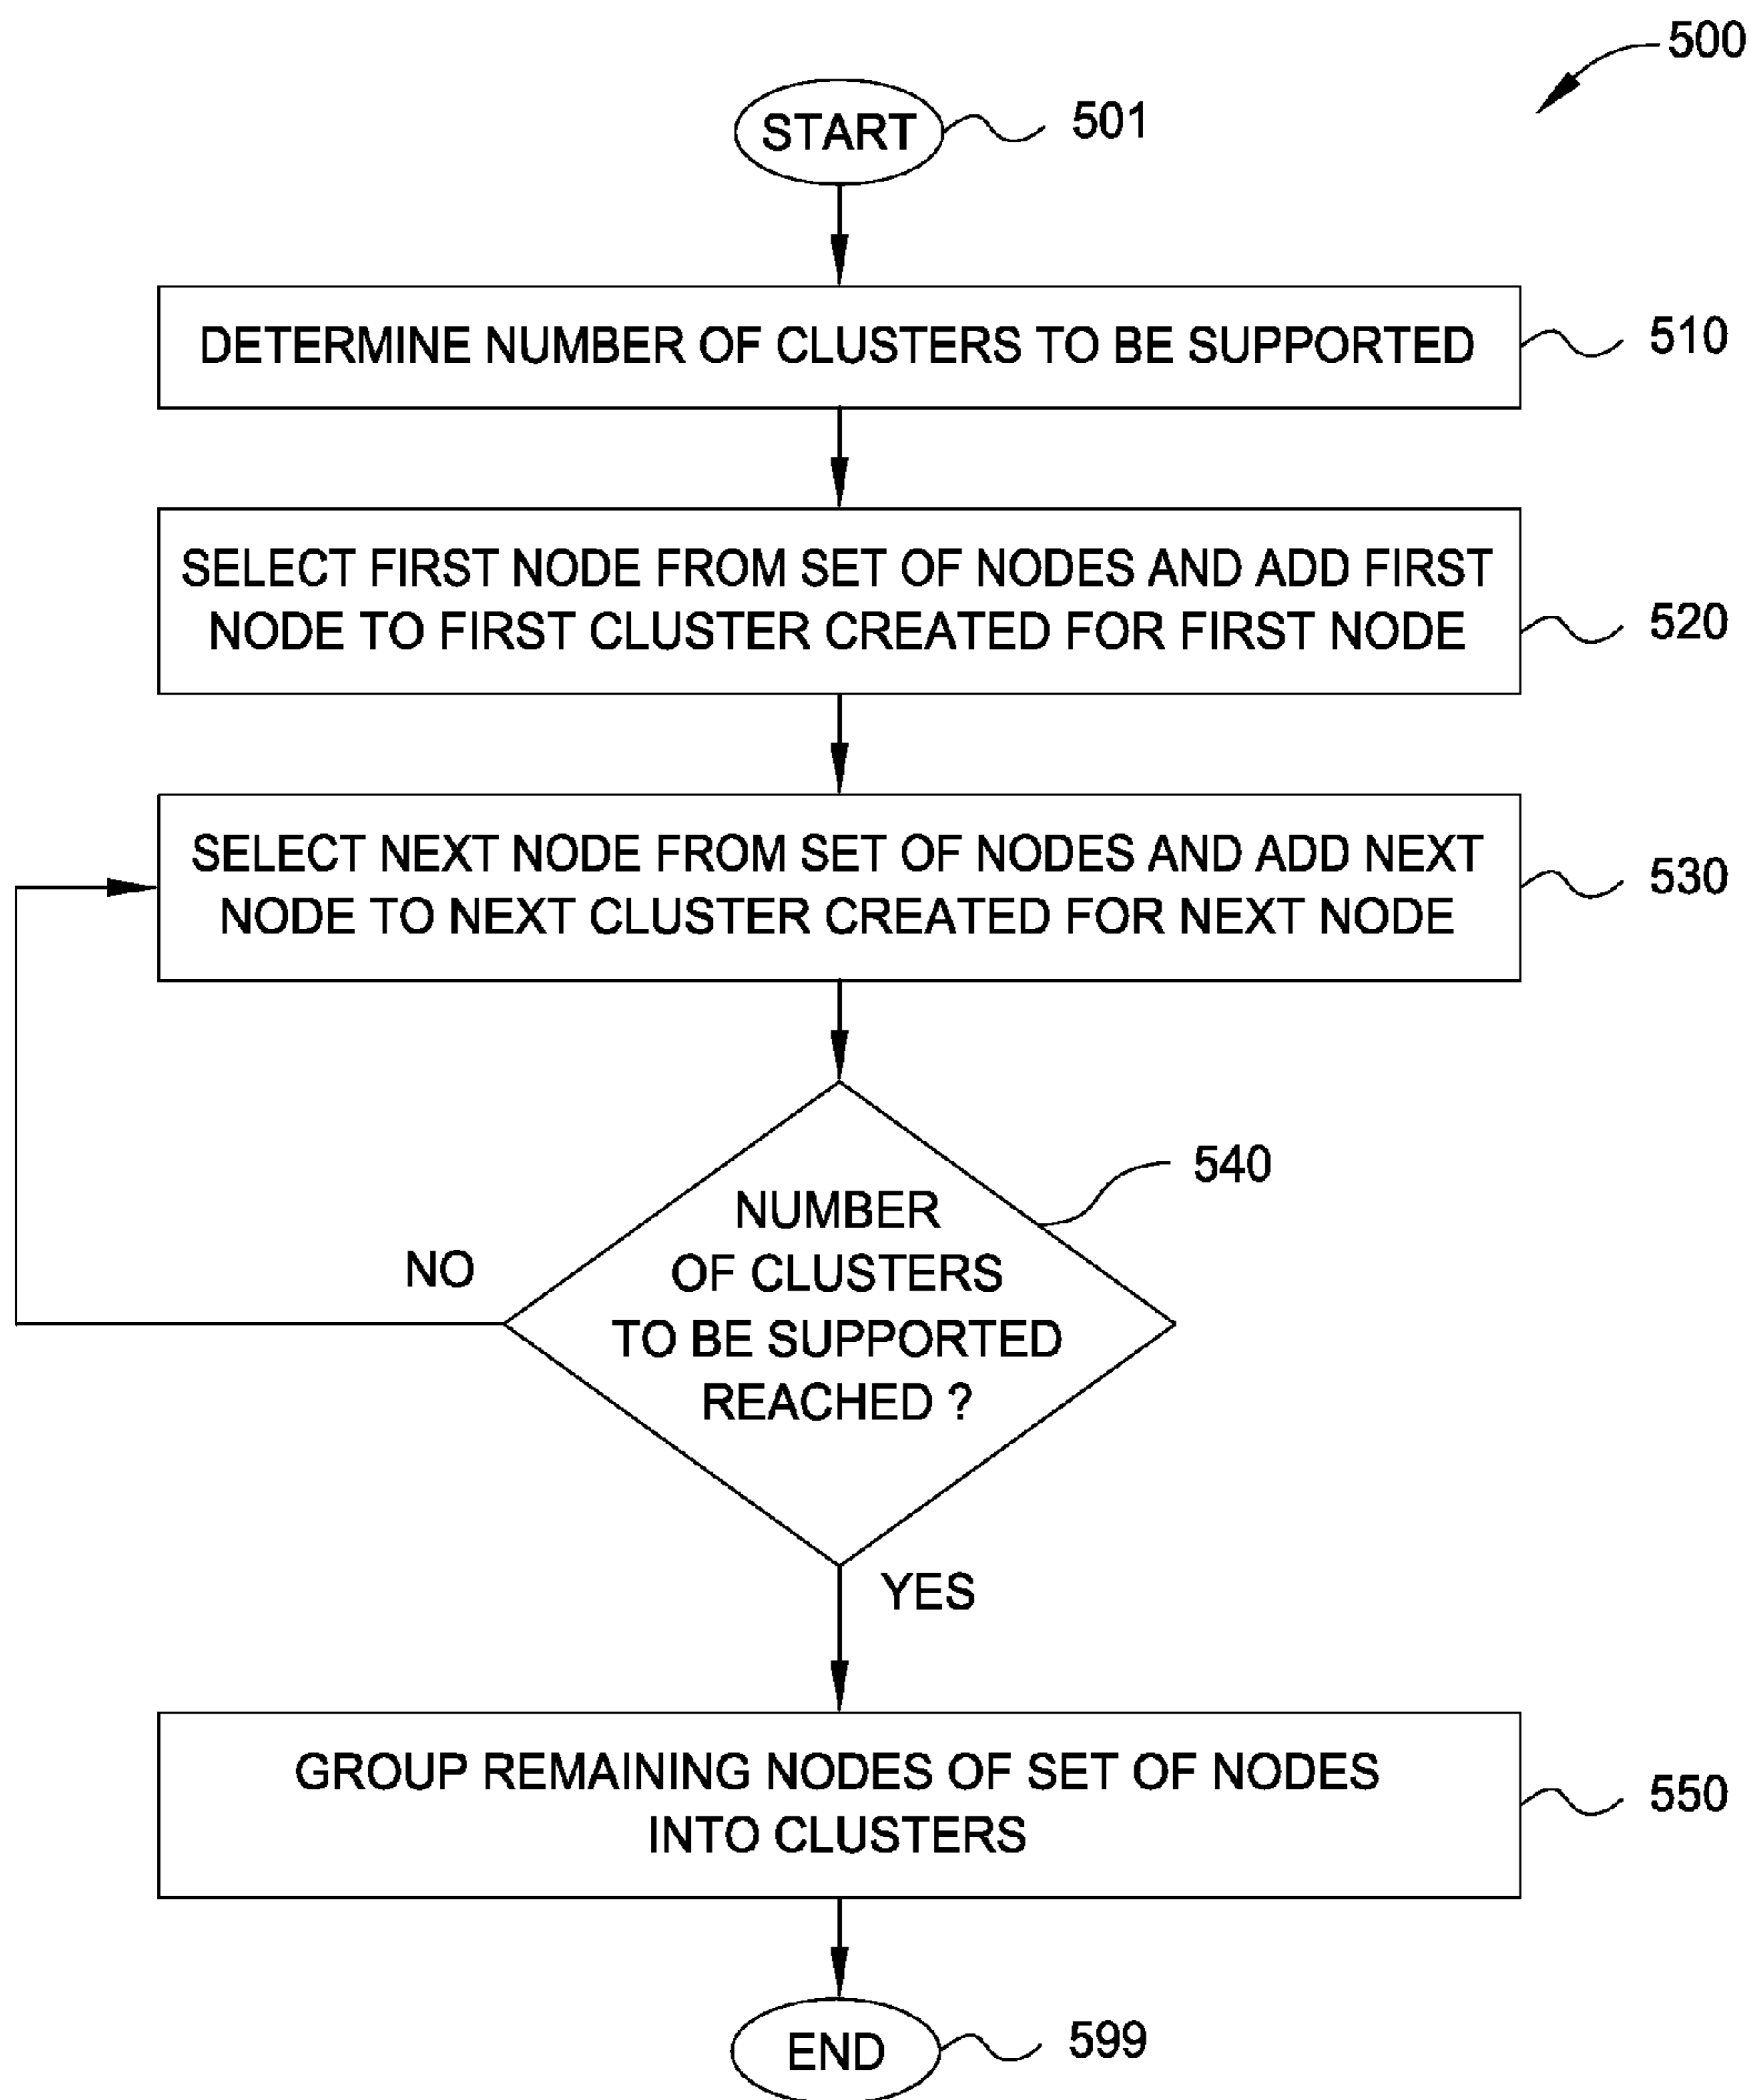 500
START
501
DETERMINE NUMBER OF CLUSTERS TO BE SUPPORTED
510
SELECT FIRST NODE FROM SET OF NODES AND ADD FIRST
NODE TO FIRST CLUSTER CREATED FOR FIRST NODE
520
SELECT NEXT NODE FROM SET OF NODES AND ADD NEXT
NODE TO NEXT CLUSTER CREATED FOR NEXT NODE
530
540
NUMBER
OF CLUSTERS
TO BE SUPPORTED
REACHED ?
NO
YES
GROUP REMAINING NODES OF SET OF NODES
INTO CLUSTERS
550
END
599